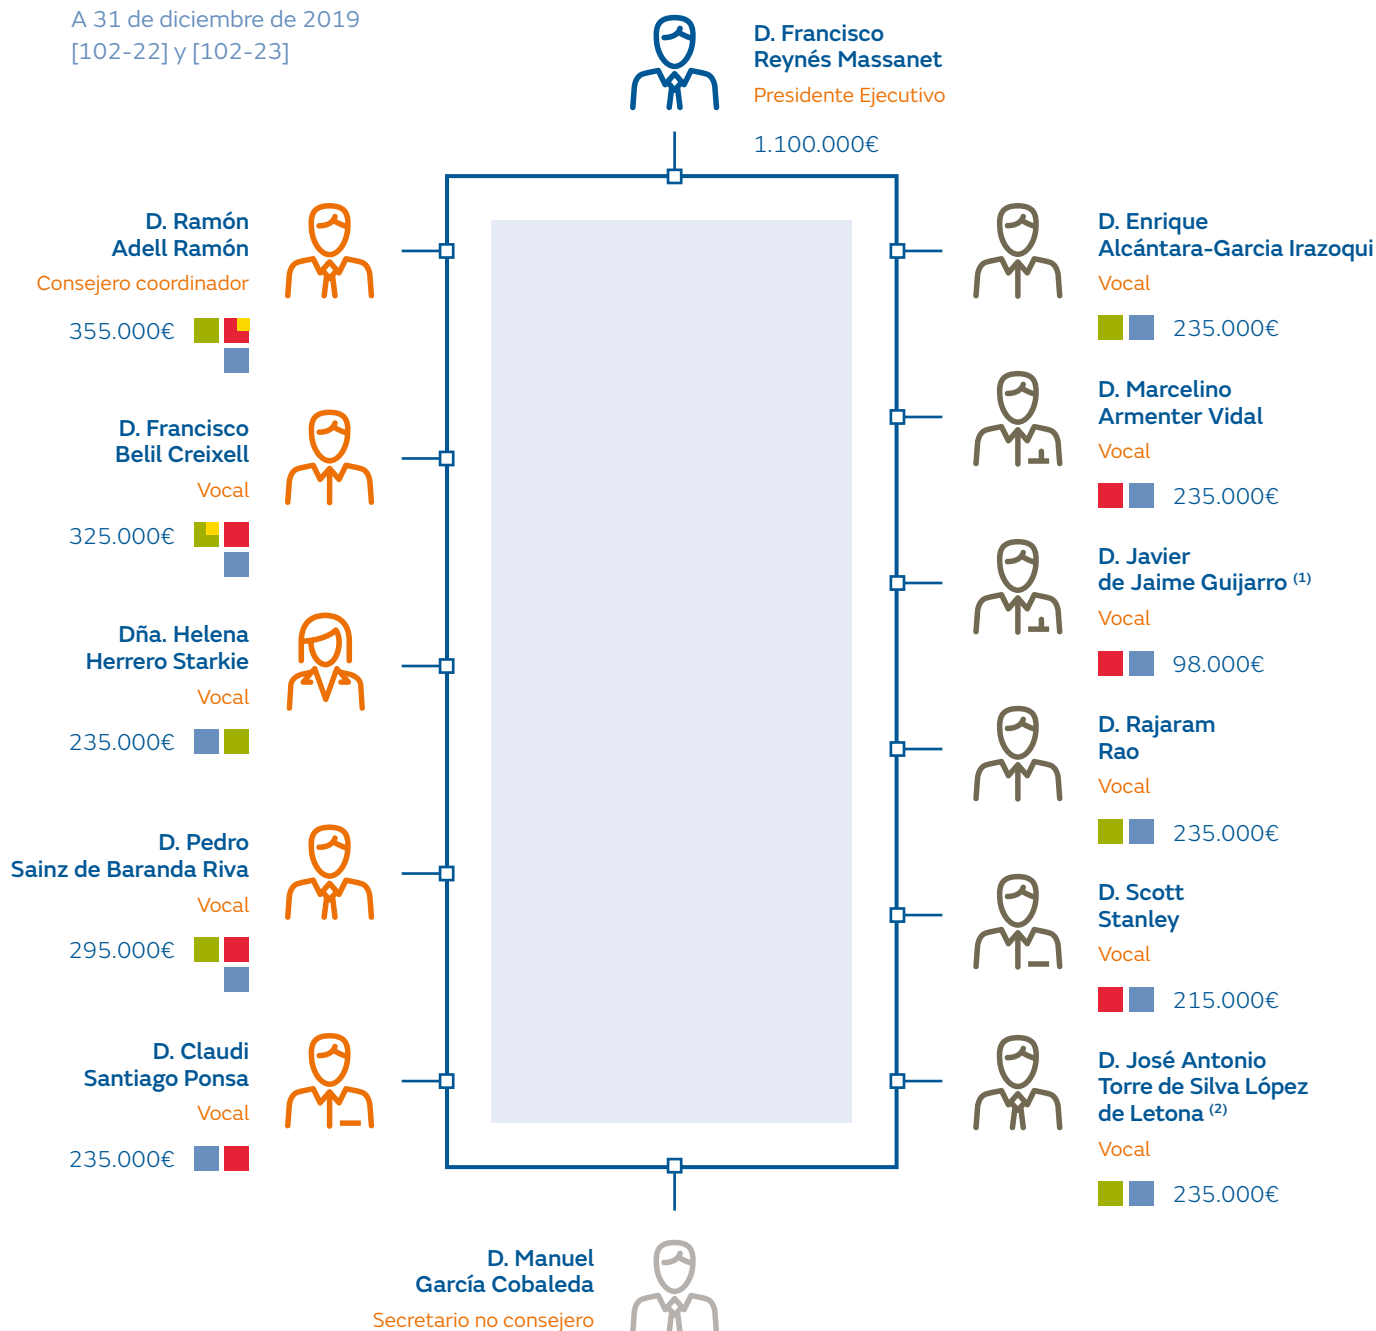 A 31 de diciembre de 2019
[102-22] y [102-23]
D. Francisco
Reynés Massanet
Presidente Ejecutivo
1.100.000€
D. Ramón
Adell Ramón
Consejero coordinador
355.000€
D. Francisco
Belil Creixell
Vocal
325.000€
Dña. Helena
Herrero Starkie
Vocal
235.000€
D. Pedro
Sainz de Baranda Riva
Vocal
295.000€
D. Claudi
Santiago Ponsa
Vocal
235.000€
D. Enrique
Alcántara-Garcia Irazoqui
Vocal
235.000€
D. Marcelino
Armenter Vidal
Vocal
235.000€
D. Javier
de Jaime Guijarro (1)
Vocal
98.000€
D. Rajaram
Rao
Vocal
235.000€
D. Scott
Stanley
Vocal
215.000€
D. José Antonio
Torre de Silva López
de Letona (2)
Vocal
235.000€
D. Manuel
García Cobaleda
Secretario no consejero